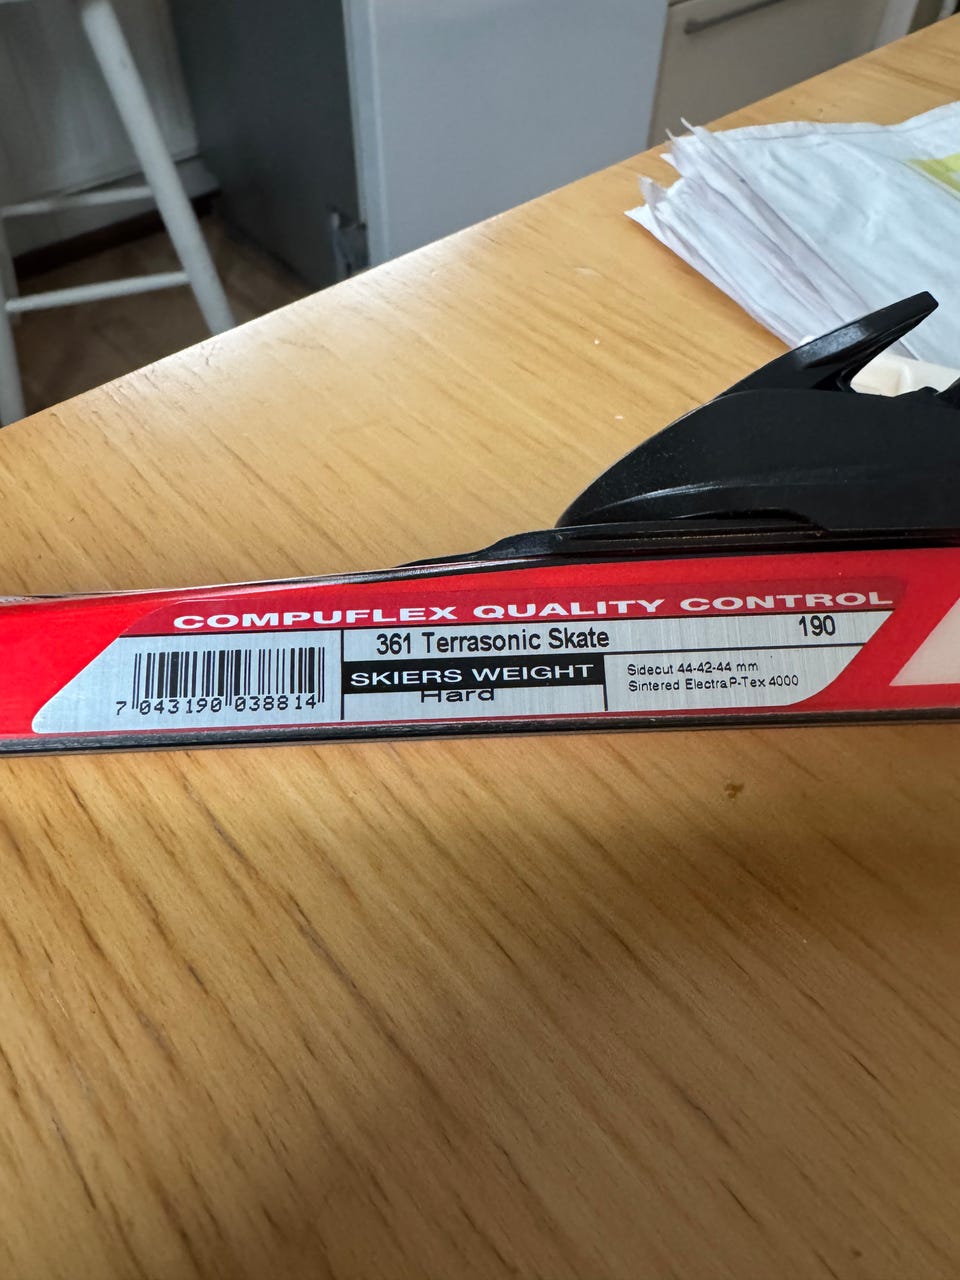 COMPUFLEX QUALITY CONTROL
361 Terrasonic Skate 190
SKIERS WEIGHT
Hard
Sidecut 44-42-44 mm
Sintered Electra P-Tex 4000
7 043190 038814